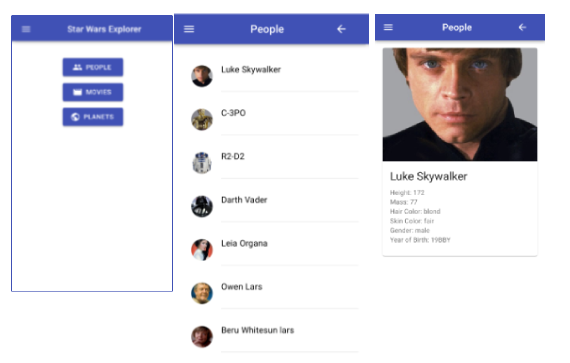 Star Wars Explorer
PEOPLE
MOVIES
PLANETS
People
Luke Skywalker
C-3PO
R2-D2
Darth Vader
Leia Organa
Owen Lars
Beru Whitesun lars
People
Luke Skywalker
Height: 172
Mass: 77
Hair Color: blond
Skin Color: fair
Gender: male
Year of Birth: 19BBY